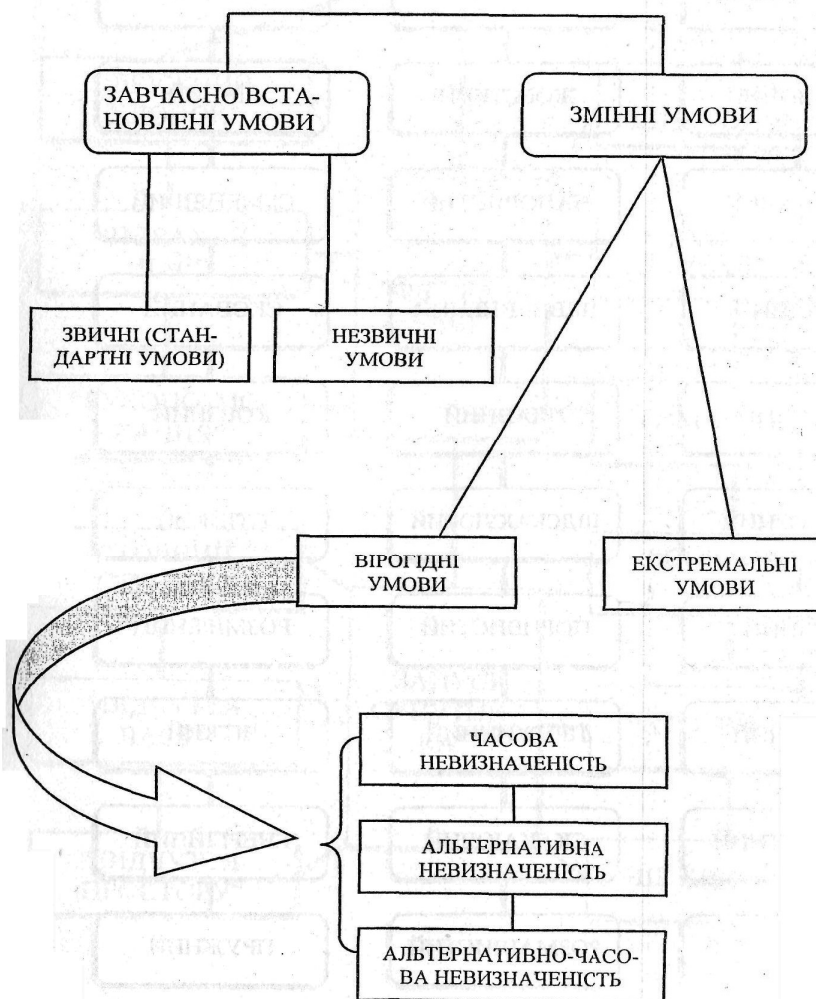 ЗАВЧАСНО ВСТА-
НОВЛЕНІ УМОВИ
ЗМІННІ УМОВИ
ЗВИЧНІ (СТАН-
ДАРТНІ УМОВИ)
НЕЗВИЧНІ
УМОВИ
ВІРОГІДНІ
УМОВИ
ЕКСТРЕМАЛЬНІ
УМОВИ
ЧАСОВА
НЕВИЗНАЧЕНІСТЬ
АЛЬТЕРНАТИВНА
НЕВИЗНАЧЕНІСТЬ
АЛЬТЕРНАТИВНО-ЧАСО-
ВА НЕВИЗНАЧЕНІСТЬ